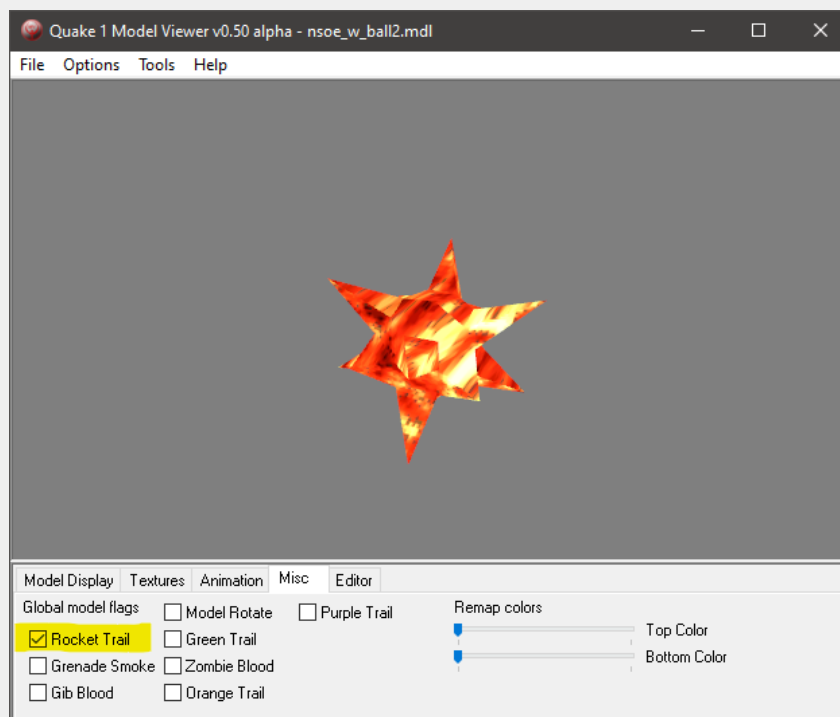 Quake 1 Model Viewer v0.50 alpha - nsoe_w_ball2.mdl
File Options Tools Help
Model Display Textures Animation Misc Editor
Global model flags Model Rotate Purple Trail Remap colors
Rocket Trail Green Trail Top Color
Grenade Smoke Zombie Blood Bottom Color
Gib Blood Orange Trail